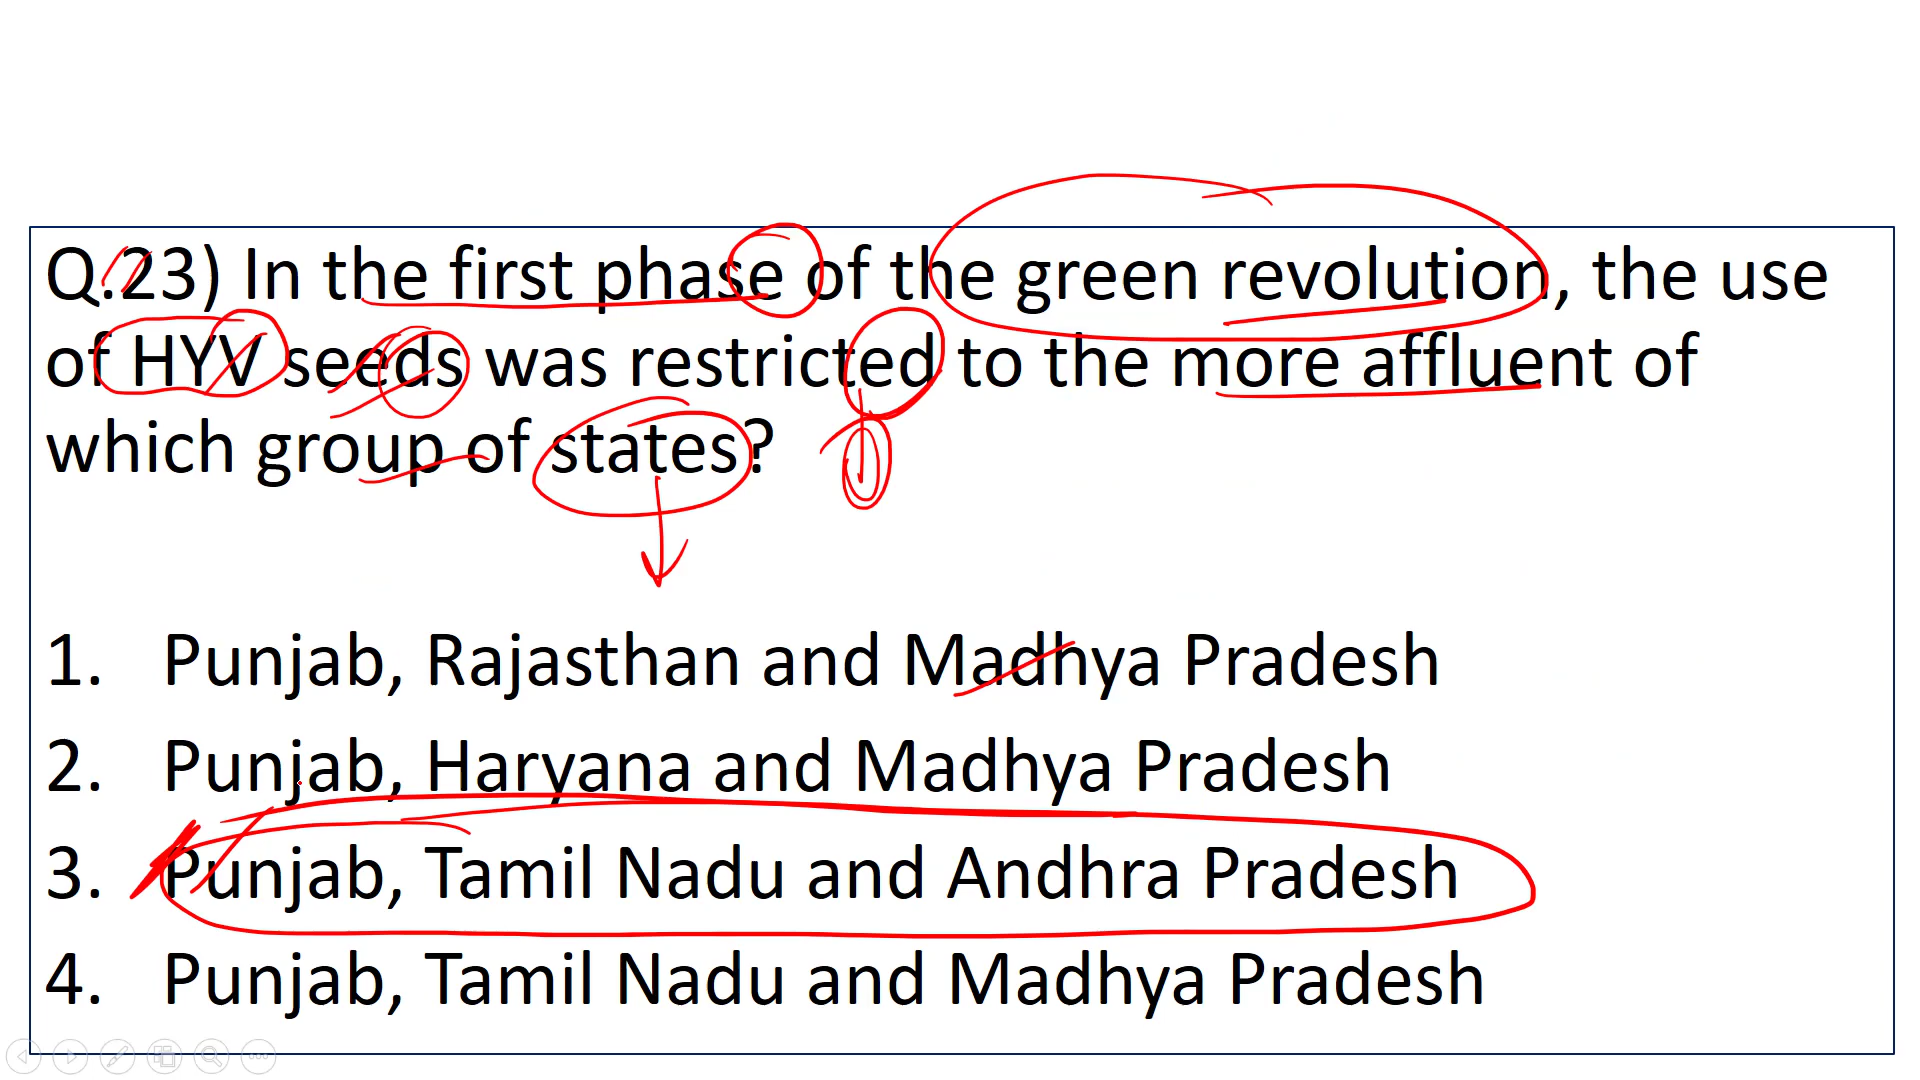 Q.23) In the first phase of the green revolution, the use
of HYV seeds was restricted to the more affluent of
which group of states?
1. Punjab, Rajasthan and Madhya Pradesh
2. Punjab, Haryana and Madhya Pradesh
3. Punjab, Tamil Nadu and Andhra Pradesh
4. Punjab, Tamil Nadu and Madhya Pradesh